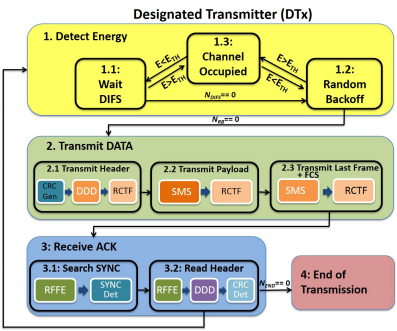 Designated Transmitter (DTx)
1. Detect Energy
1.3:
Channel
Occupied
1.1:
Wait
DIFS
1.2:
Random
Backoff
E<E_TH
E>E_TH
E>E_TH
E<E_TH
N_DIFS== 0
N_RB== 0
2. Transmit DATA
2.1 Transmit Header
CRC
Gen
DDD
RCTF
2.2 Transmit Payload
SMS
RCTF
2.3 Transmit Last Frame
+ FCS
SMS
RCTF
3: Receive ACK
3.1: Search SYNC
RFFE
SYNC
Det
3.2: Read Header
RFFE
DDD
CRC
Det
N_END== 0
4: End of
Transmission